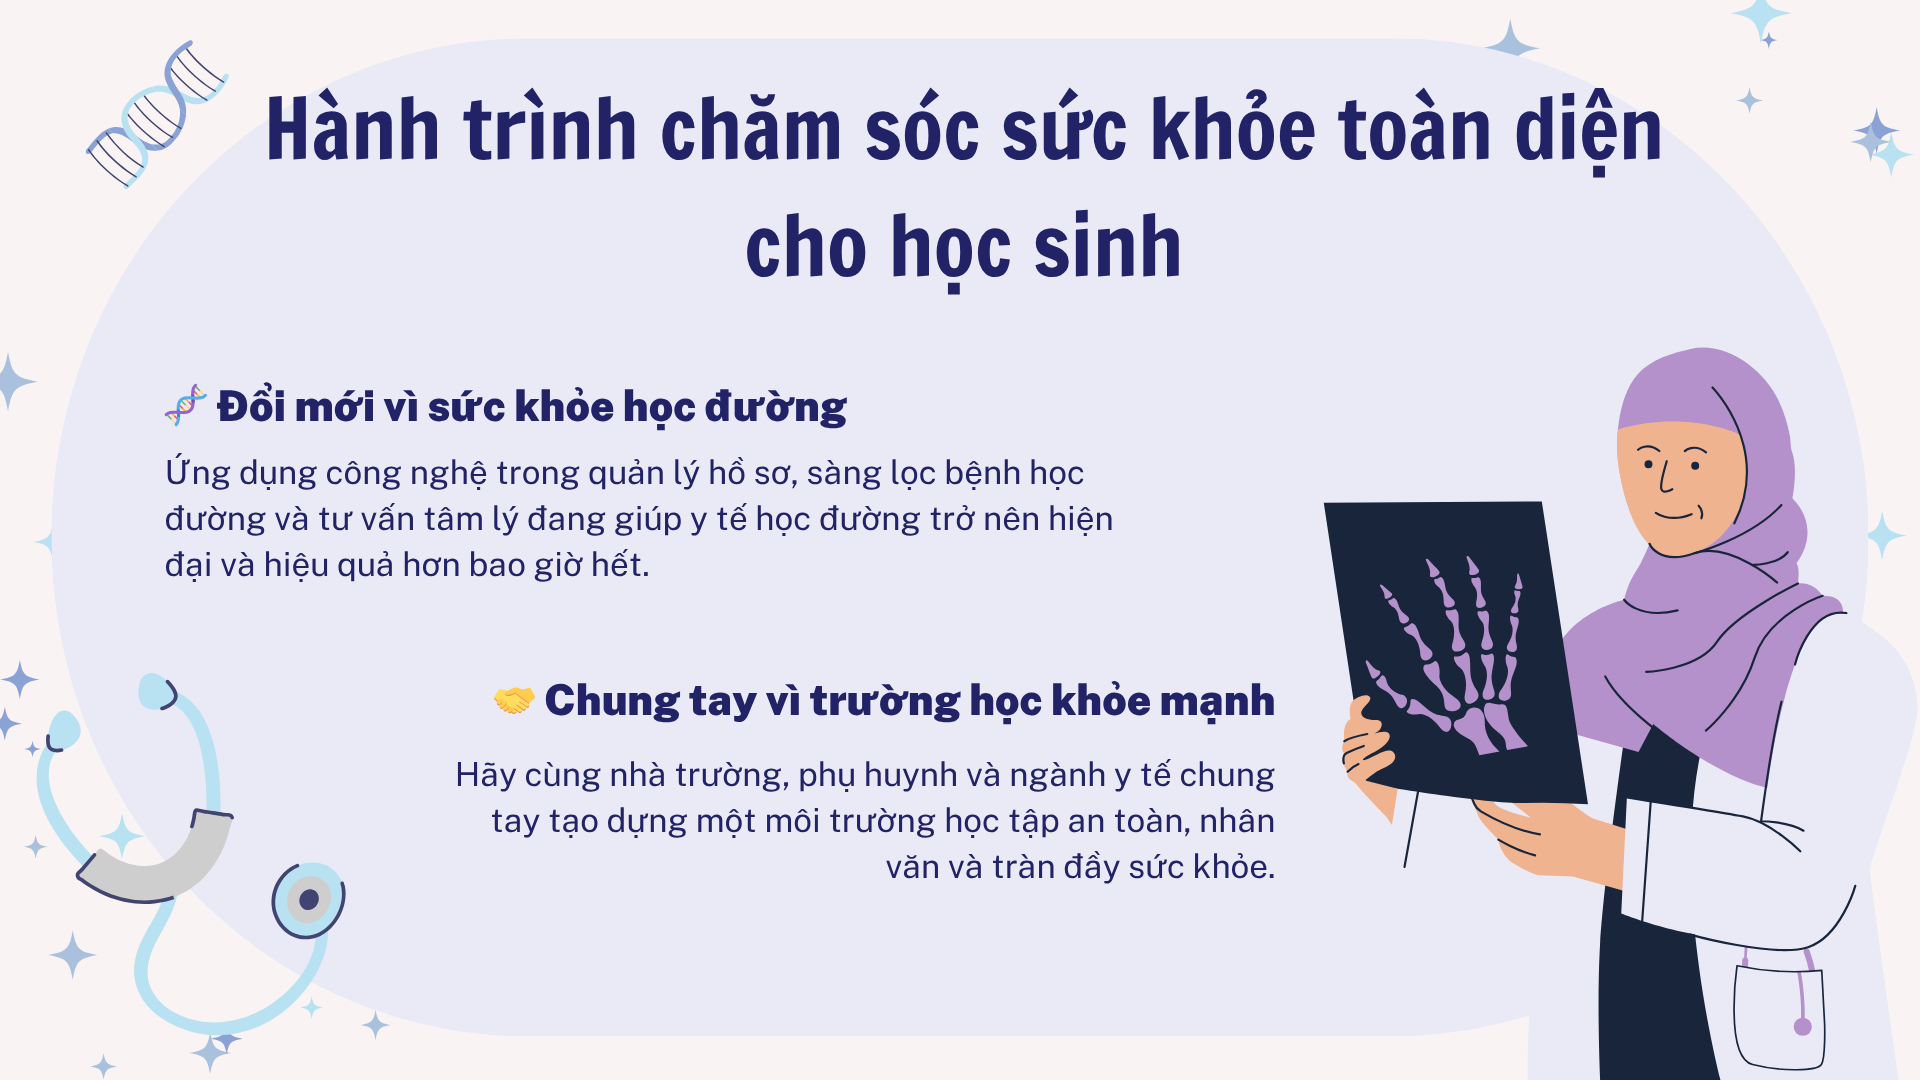 Hành trình chăm sóc sức khỏe toàn diện
cho học sinh
🧬 Đổi mới vì sức khỏe học đường
Ứng dụng công nghệ trong quản lý hồ sơ, sàng lọc bệnh học
đường và tư vấn tâm lý đang giúp y tế học đường trở nên hiện
đại và hiệu quả hơn bao giờ hết.
🤝 Chung tay vì trường học khỏe mạnh
Hãy cùng nhà trường, phụ huynh và ngành y tế chung
tay tạo dựng một môi trường học tập an toàn, nhân
văn và tràn đầy sức khỏe.